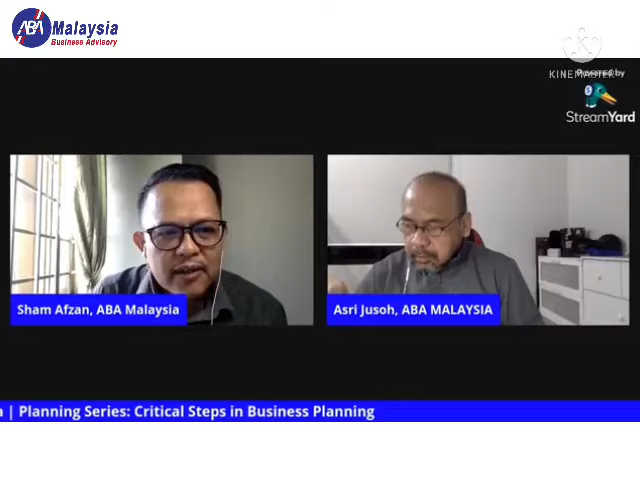 ABA Malaysia
Business Advisory
KINEMASTER
Powered by
StreamYard
Sham Afzan, ABA Malaysia
Asri Jusoh, ABA MALAYSIA
a | Planning Series: Critical Steps in Business Planning